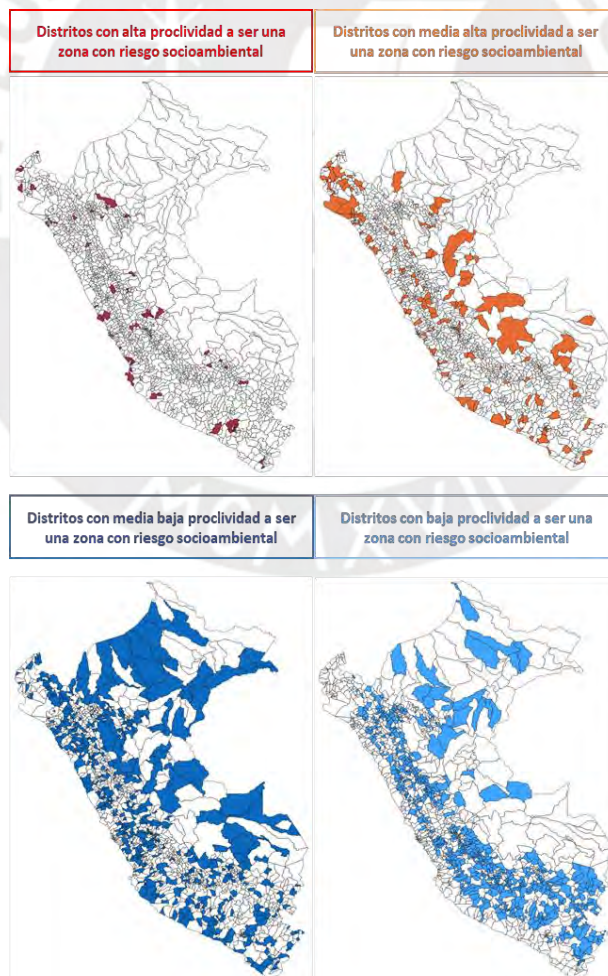 Distritos con alta proclividad a ser una
zona con riesgo socioambiental
Distritos con media alta proclividad a ser
una zona con riesgo socioambiental
Distritos con media baja proclividad a ser
una zona con riesgo socioambiental
Distritos con baja proclividad a ser una
zona con riesgo socioambiental